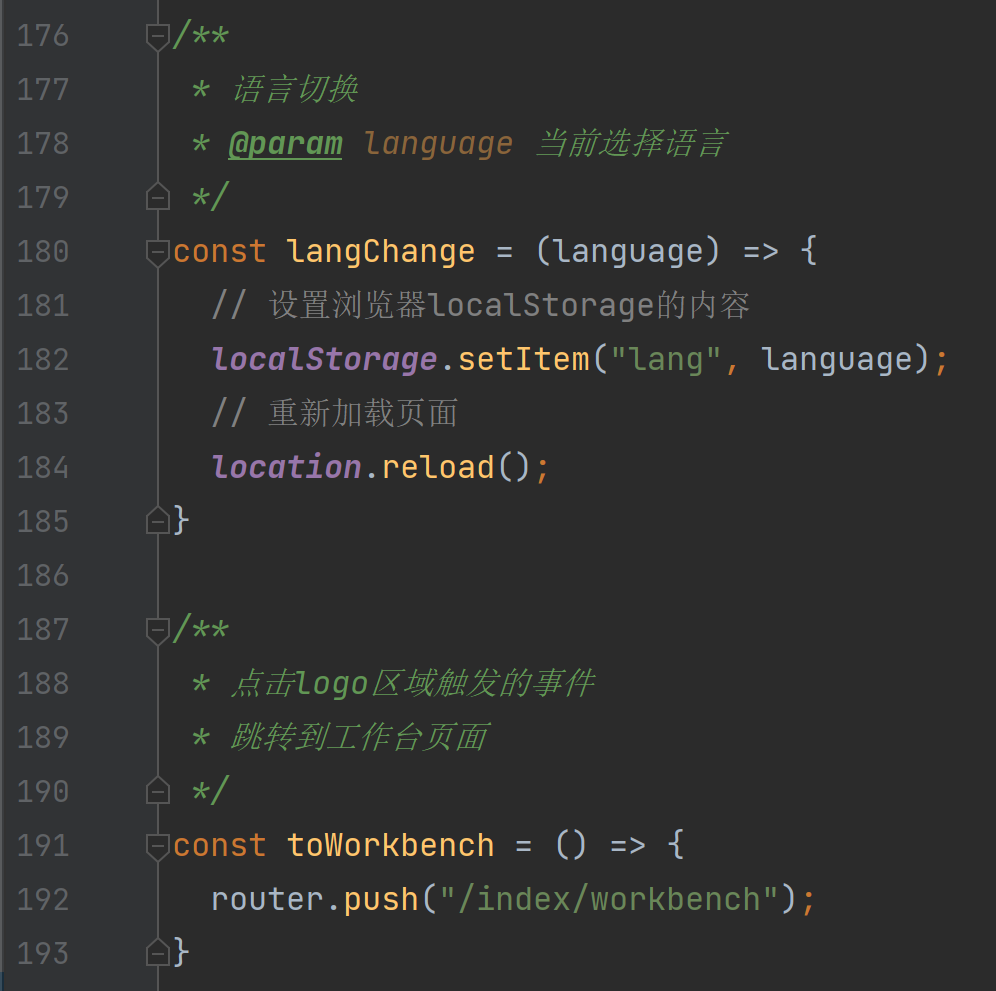 176 /**
177  * 语言切换
178  * @param language 当前选择语言
179  */
180 const langChange = (language) => {
181   // 设置浏览器localStorage的内容
182   localStorage.setItem("lang", language);
183   // 重新加载页面
184   location.reload();
185 }
186
187 /**
188  * 点击logo区域触发的事件
189  * 跳转到工作台页面
190  */
191 const toWorkbench = () => {
192   router.push("/index/workbench");
193 }